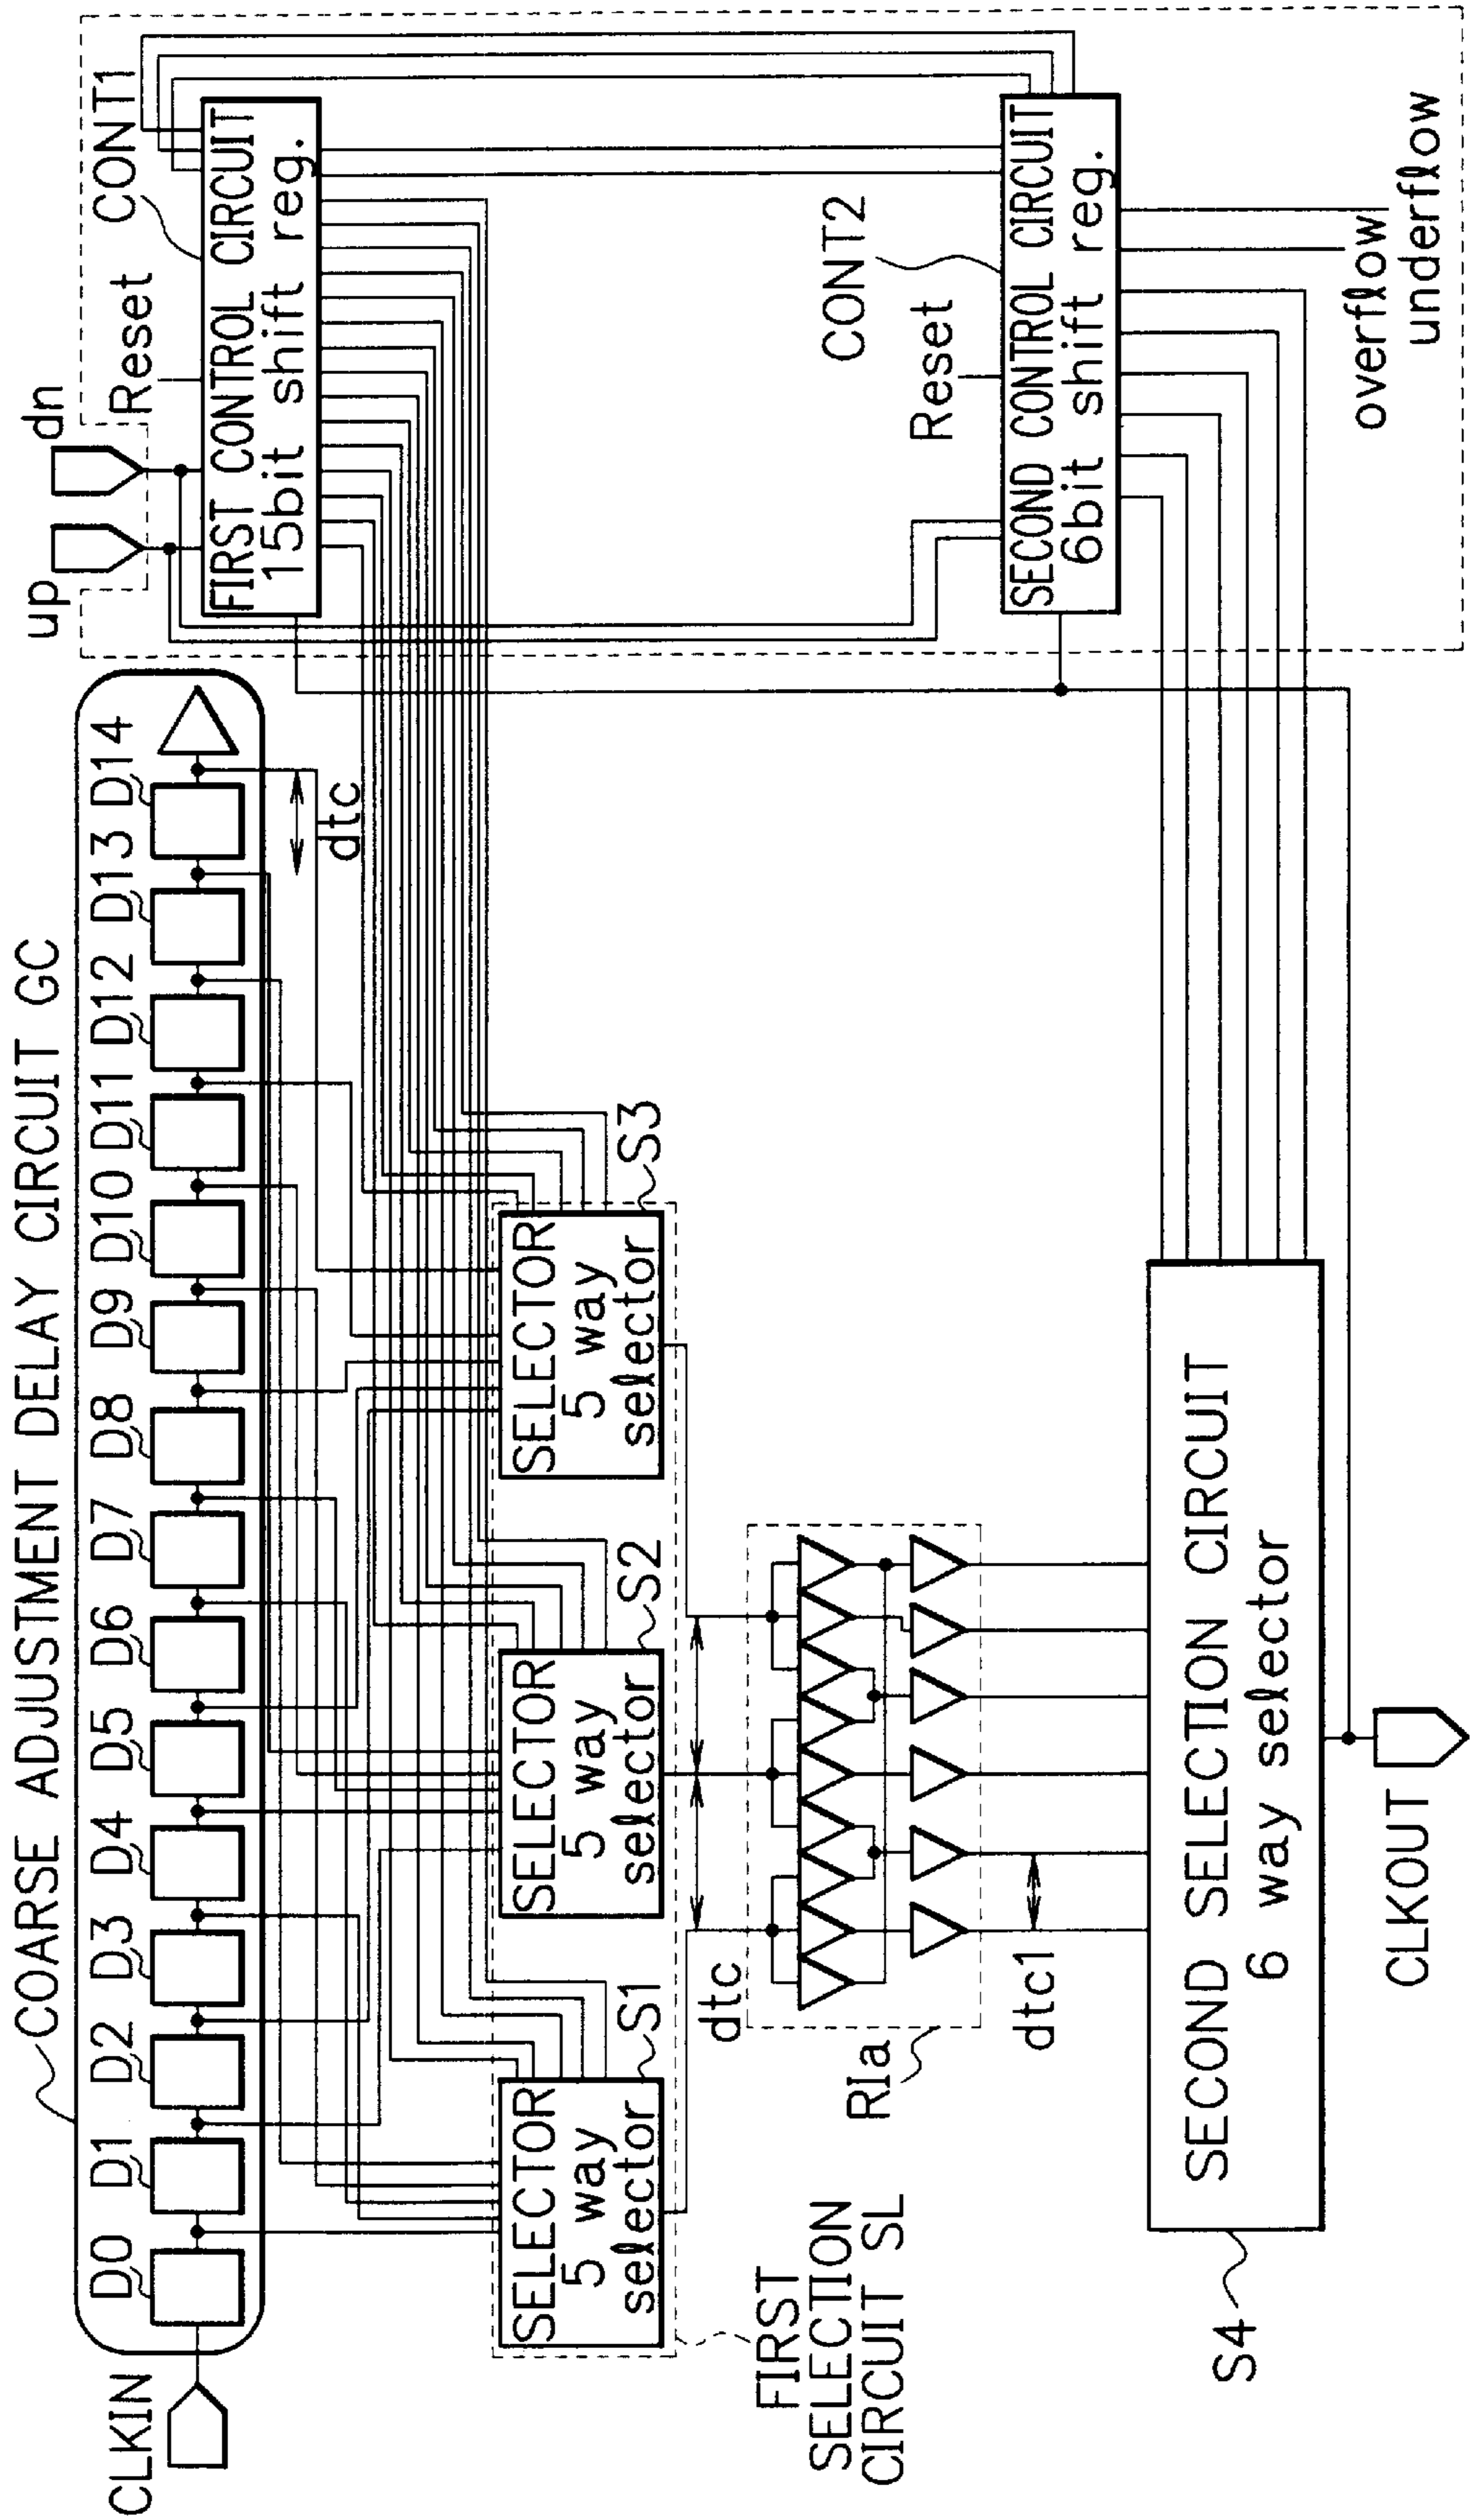 COARSE ADJUSTMENT DELAY CIRCUIT GC
CLKIN
D0
D1
D2
D3
D4
D5
D6
D7
D8
D9
D10
D11
D12
D13
D14
dtc
up
dn
Reset
CONT1
FIRST CONTROL CIRCUIT
15bit shift reg.
SELECTOR
5 way
selector
S1
SELECTOR
5 way
selector
S2
SELECTOR
5 way
selector
S3
FIRST
SELECTION
CIRCUIT SL
dtc
RIa
dtc1
CONT2
Reset
SECOND CONTROL CIRCUIT
6bit shift reg.
overflow
underflow
SECOND SELECTION CIRCUIT
6 way selector
S4
CLKOUT